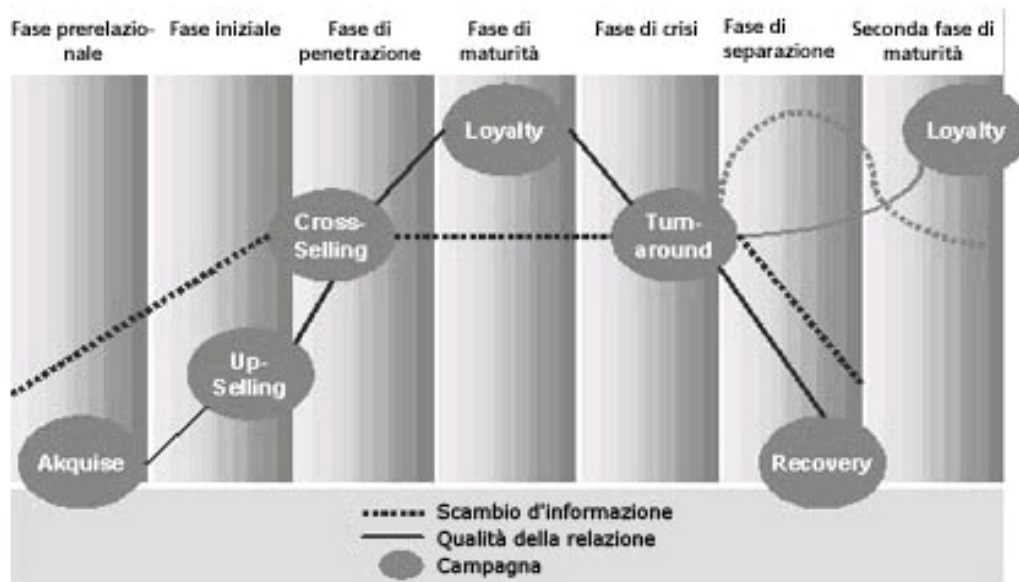 Fase prerelazio-
nale
Fase iniziale
Fase di
penetrazione
Fase di
maturità
Fase di crisi
Fase di
separazione
Seconda fase di
maturità
Loyalty
Loyalty
Cross-
Selling
Turn-
around
Up-
Selling
Akquise
Recovery
Scambio d'informazione
Qualità della relazione
Campagna